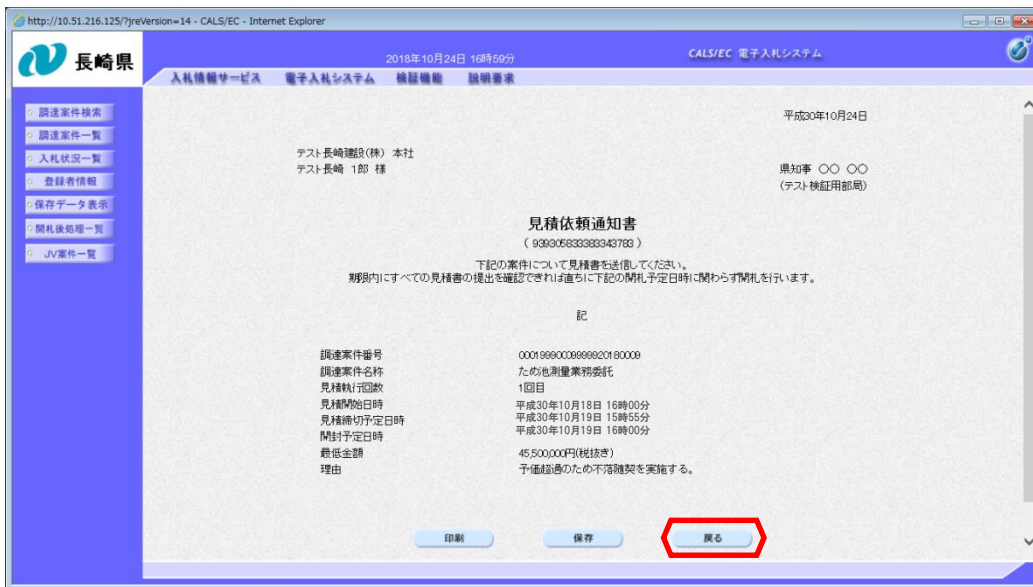 http://10.51.216.125/?jreVersion=14 - CALS/EC - Internet Explorer
長崎県
2018年10月24日 16時59分
CALS/EC 電子入札システム
入札情報サービス 電子入札システム 検証機能 説明要求
調達案件検索
調達案件一覧
入札状況一覧
登録者情報
保存データ表示
開札後処理一覧
JV案件一覧
平成30年10月24日
テスト長崎建設(株) 本社
テスト長崎 1郎 様
県知事 〇〇 〇〇
(テスト検証用部局)
見積依頼通知書
( 939305833383343783 )
下記の案件について見積書を送信してください。
期限内にすべての見積書の提出を確認できれば直ちに下記の開札予定日時に関わらず開札を行います。
記
調達案件番号
調達案件名称 ため池測量業務委託
見積執行回数 1回目
見積開始日時 平成30年10月18日 16時00分
見積締切予定日時 平成30年10月19日 15時55分
開封予定日時 平成30年10月19日 16時00分
最低金額 45,500,000円(税抜き)
理由 予価超過のため不落随契を実施する。
印刷 保存 戻る